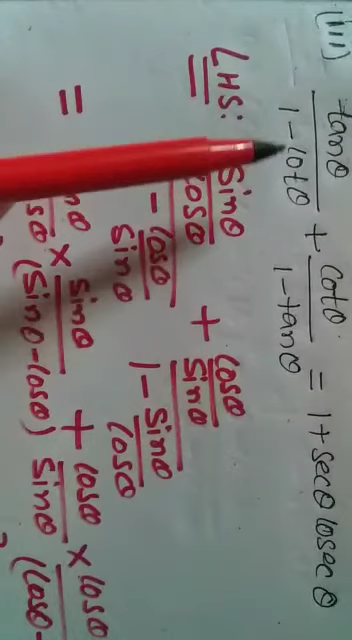 (iii) tanθ/1-cotθ + cotθ/1-tanθ = 1+secθ cosecθ
LHS: sinθ/cosθ / - cosθ/sinθ + cosθ/sinθ / 1 - sinθ/cosθ
= × sinθ/(sinθ-cosθ) + cosθ/sinθ × cosθ/(cosθ-